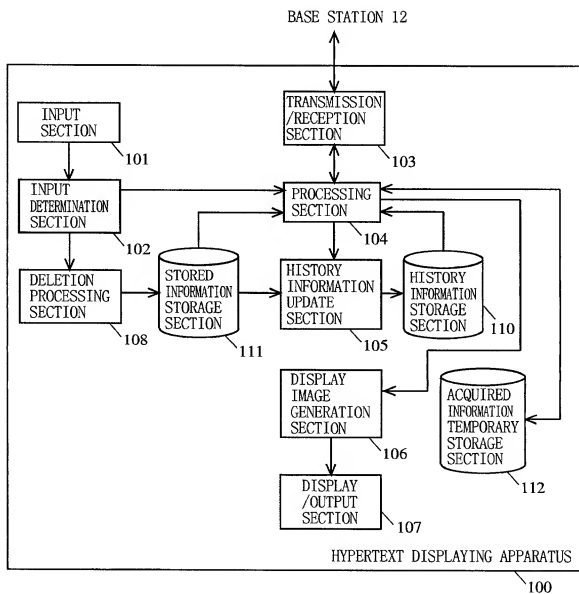 BASE STATION 12
INPUT
SECTION
101
TRANSMISSION
/RECEPTION
SECTION
103
INPUT
DETERMINATION
SECTION
102
PROCESSING
SECTION
104
DELETION
PROCESSING
SECTION
108
STORED
INFORMATION
STORAGE
SECTION
111
HISTORY
INFORMATION
UPDATE
SECTION
105
HISTORY
INFORMATION
STORAGE
SECTION
110
DISPLAY
IMAGE
GENERATION
SECTION
106
ACQUIRED
INFORMATION
TEMPORARY
STORAGE
SECTION
112
DISPLAY
/OUTPUT
SECTION
107
HYPERTEXT DISPLAYING APPARATUS
100